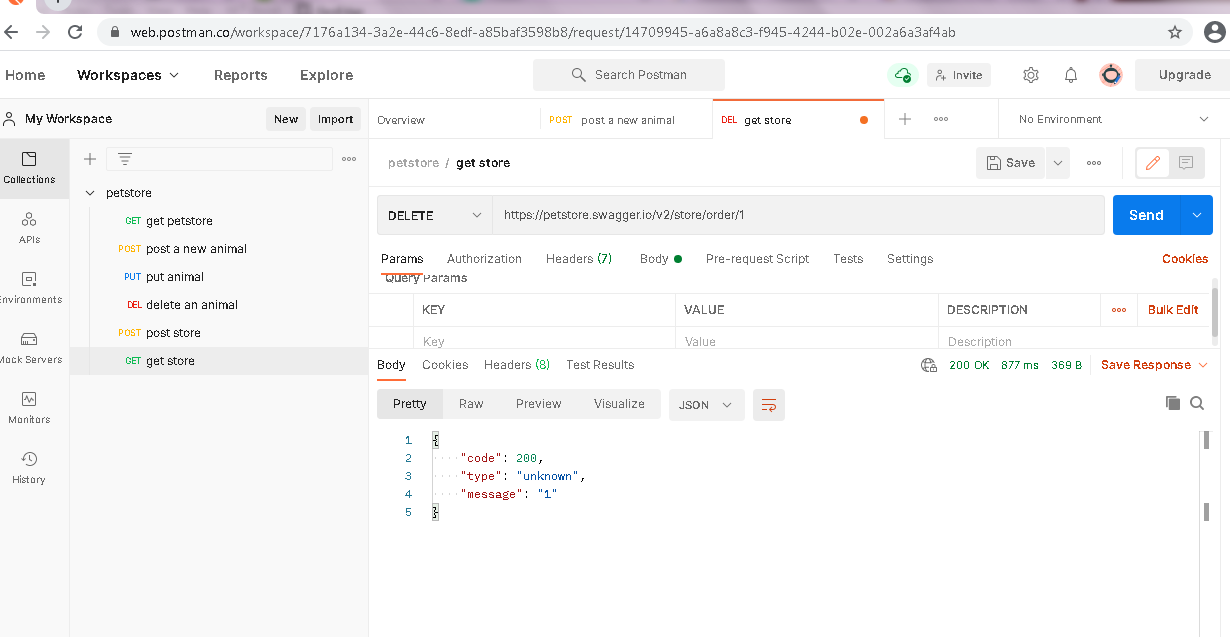 web.postman.co/workspace/7176a134-3a2e-44c6-8edf-a85baf3598b8/request/14709945-a6a8a8c3-f945-4244-b02e-002a6a3af4ab
Home Workspaces Reports Explore Search Postman Invite Upgrade
My Workspace New Import
Overview POST post a new animal DEL get store No Environment
Collections
APIs
Environments
Mock Servers
Monitors
History
petstore
GET get petstore
POST post a new animal
PUT put animal
DEL delete an animal
POST post store
GET get store
petstore / get store Save
DELETE https://petstore.swagger.io/v2/store/order/1 Send
Params Authorization Headers (7) Body Pre-request Script Tests Settings Cookies
Query Params
KEY VALUE DESCRIPTION Bulk Edit
Key Value Description
Body Cookies Headers (8) Test Results 200 OK 877 ms 369 B Save Response
Pretty Raw Preview Visualize JSON
1 {
2 "code": 200,
3 "type": "unknown",
4 "message": "1"
5 }